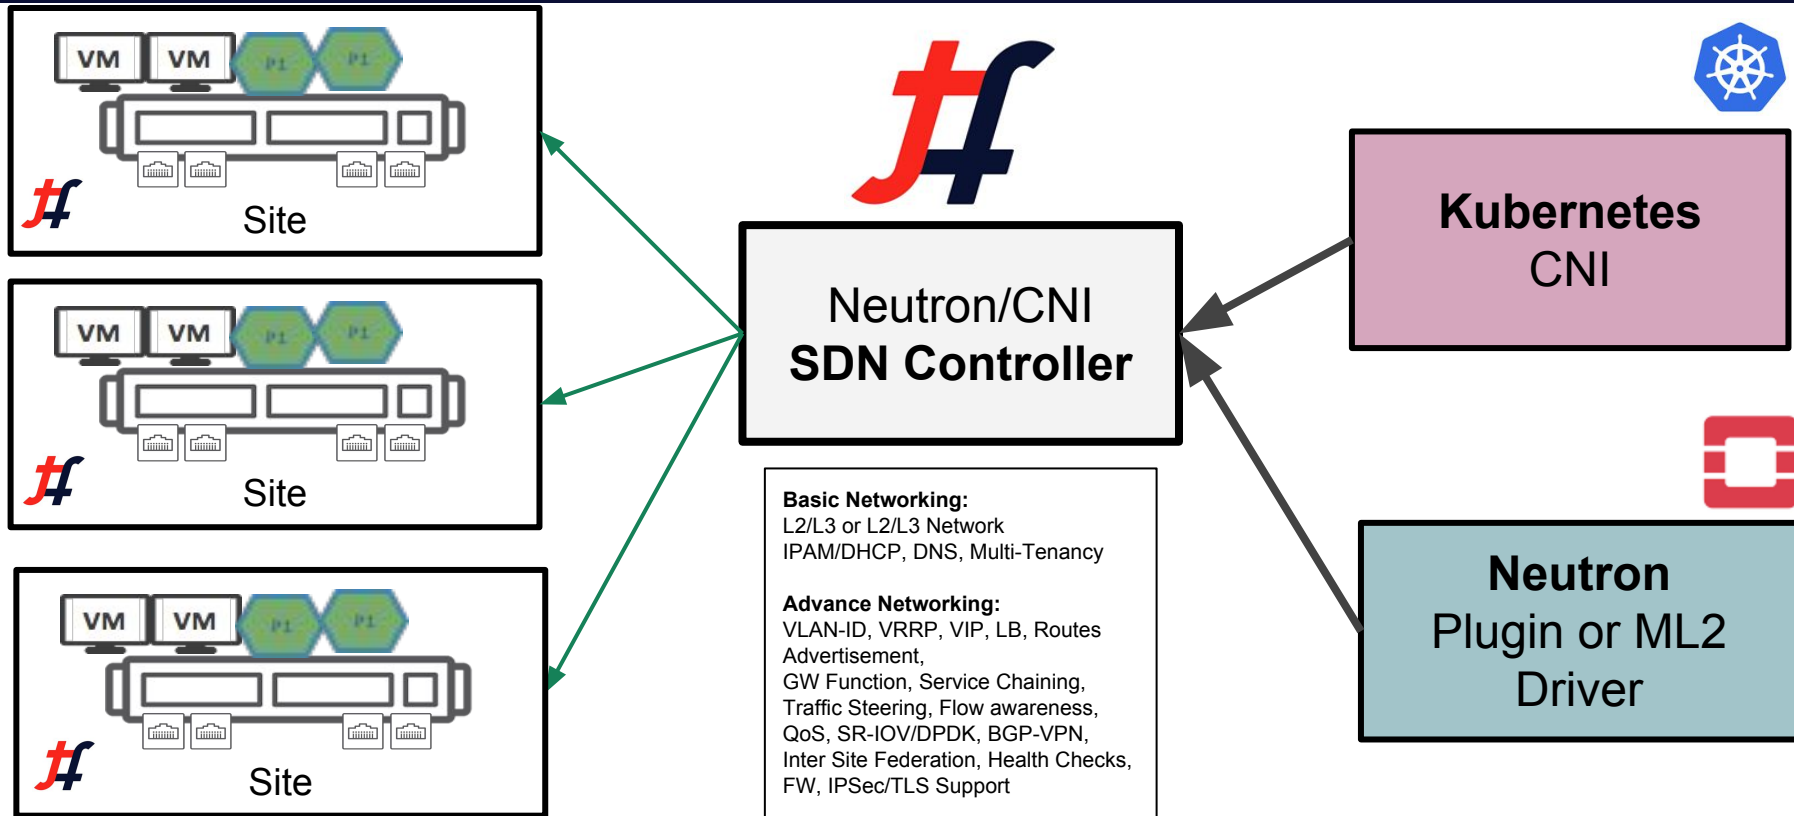 VM VM P1 P1
Site
VM VM P1 P1
Site
VM VM P1 P1
Site
Neutron/CNI
SDN Controller
Basic Networking:
L2/L3 or L2/L3 Network
IPAM/DHCP, DNS, Multi-Tenancy
Advance Networking:
VLAN-ID, VRRP, VIP, LB, Routes
Advertisement,
GW Function, Service Chaining,
Traffic Steering, Flow awareness,
QoS, SR-IOV/DPDK, BGP-VPN,
Inter Site Federation, Health Checks,
FW, IPSec/TLS Support
Kubernetes
CNI
Neutron
Plugin or ML2
Driver